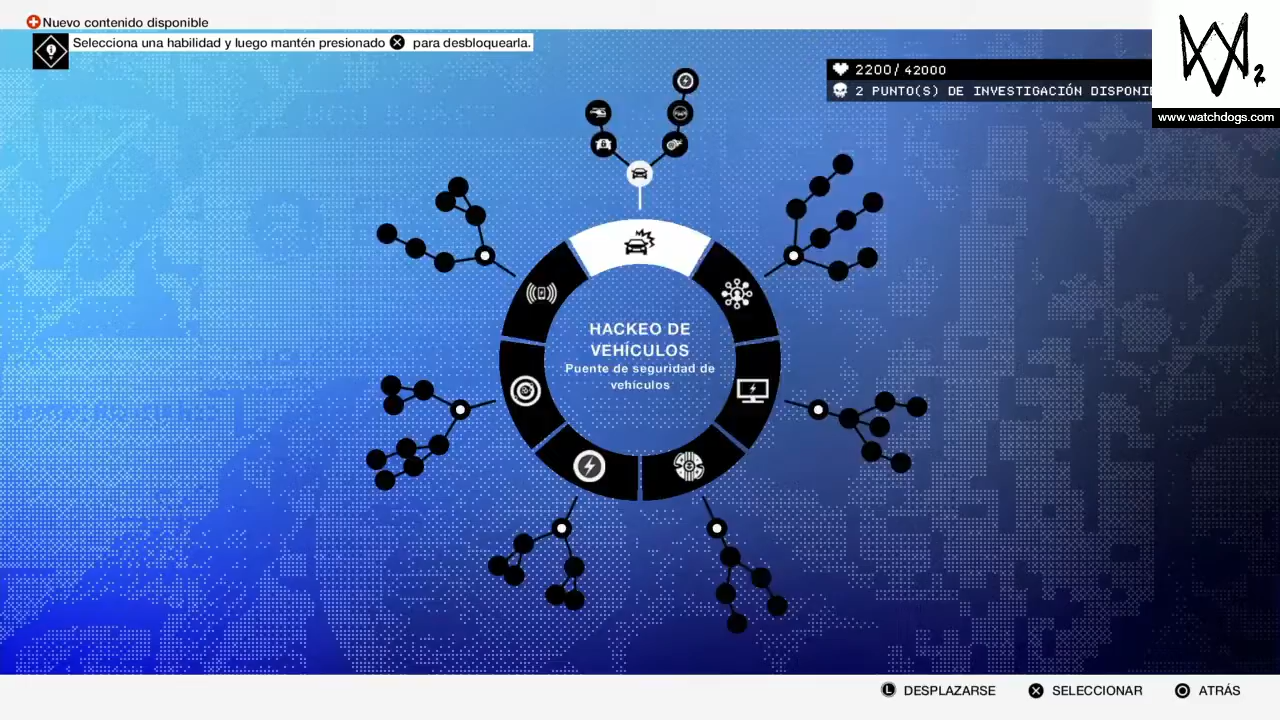 Nuevo contenido disponible
Selecciona una habilidad y luego mantén presionado para desbloquearla.
2200/ 42000
2 PUNTO(S) DE INVESTIGACIÓN
2
www.watchdogs.com
HACKEO DE
VEHÍCULOS
Puente de seguridad de
vehículos
L DESPLAZARSE
SELECCIONAR
ATRÁS